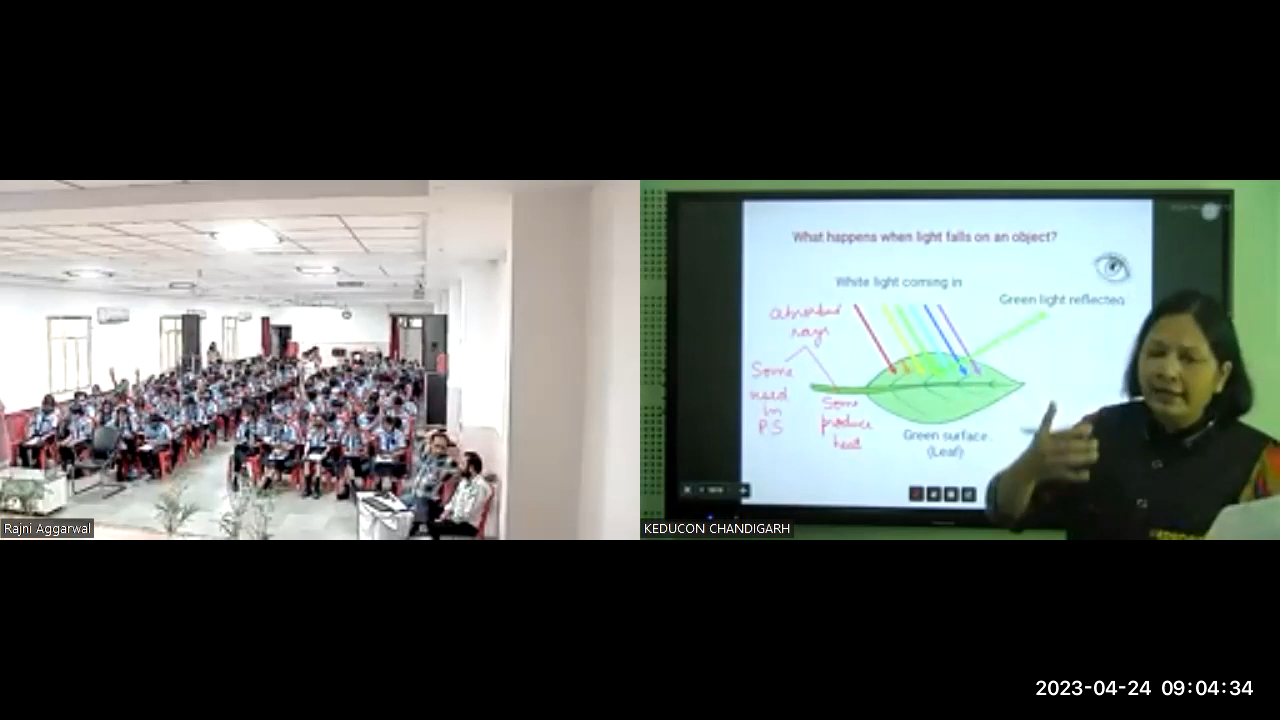 What happens when light falls on an object?
White light coming in
Green light reflected
absorbed
rays
Some
used
in
P.S
Some
produce
heat
Green surface
(Leaf)
Rajni Aggarwal
KEDUCON CHANDIGARH
2023-04-24 09:04:34